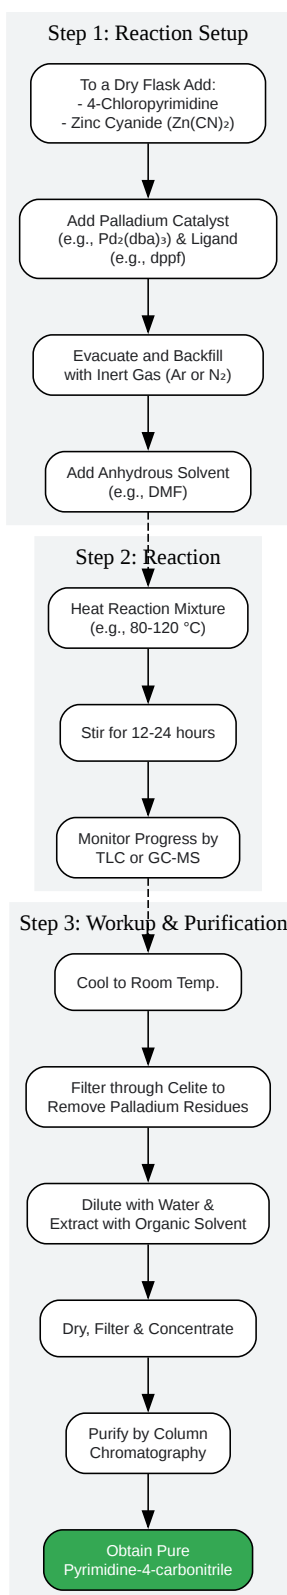 Step 1: Reaction Setup
To a Dry Flask Add:
- 4-Chloropyrimidine
- Zinc Cyanide (Zn(CN)₂)
Add Palladium Catalyst
(e.g., Pd₂(dba)₃) & Ligand
(e.g., dppf)
Evacuate and Backfill
with Inert Gas (Ar or N₂)
Add Anhydrous Solvent
(e.g., DMF)
Step 2: Reaction
Heat Reaction Mixture
(e.g., 80-120 °C)
Stir for 12-24 hours
Monitor Progress by
TLC or GC-MS
Step 3: Workup & Purification
Cool to Room Temp.
Filter through Celite to
Remove Palladium Residues
Dilute with Water &
Extract with Organic Solvent
Dry, Filter & Concentrate
Purify by Column
Chromatography
Obtain Pure
Pyrimidine-4-carbonitrile